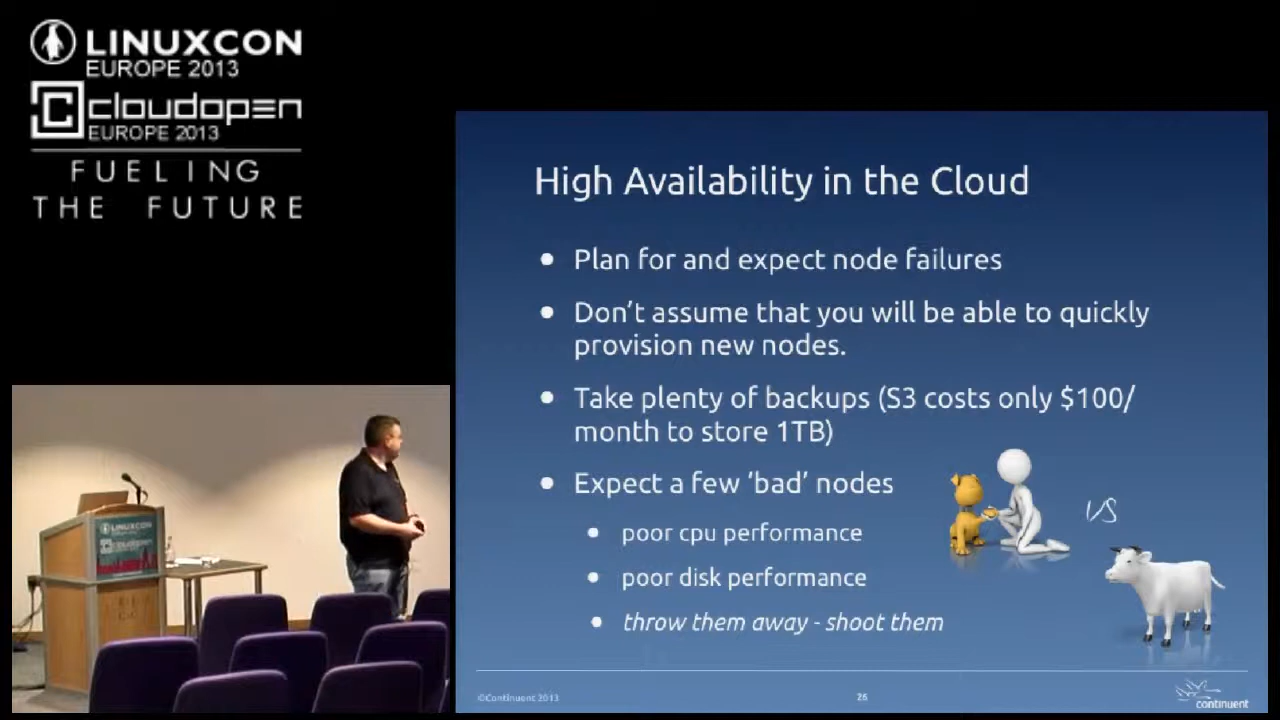 LINUXCON
EUROPE 2013
cloudopen
EUROPE 2013
FUELING
THE FUTURE
High Availability in the Cloud
• Plan for and expect node failures
• Don't assume that you will be able to quickly
provision new nodes.
• Take plenty of backups (S3 costs only $100/
month to store 1TB)
• Expect a few 'bad' nodes
• poor cpu performance
• poor disk performance
• throw them away - shoot them
VS
©Continuent 2013
26
continuent
LINUXCON
cloudopen